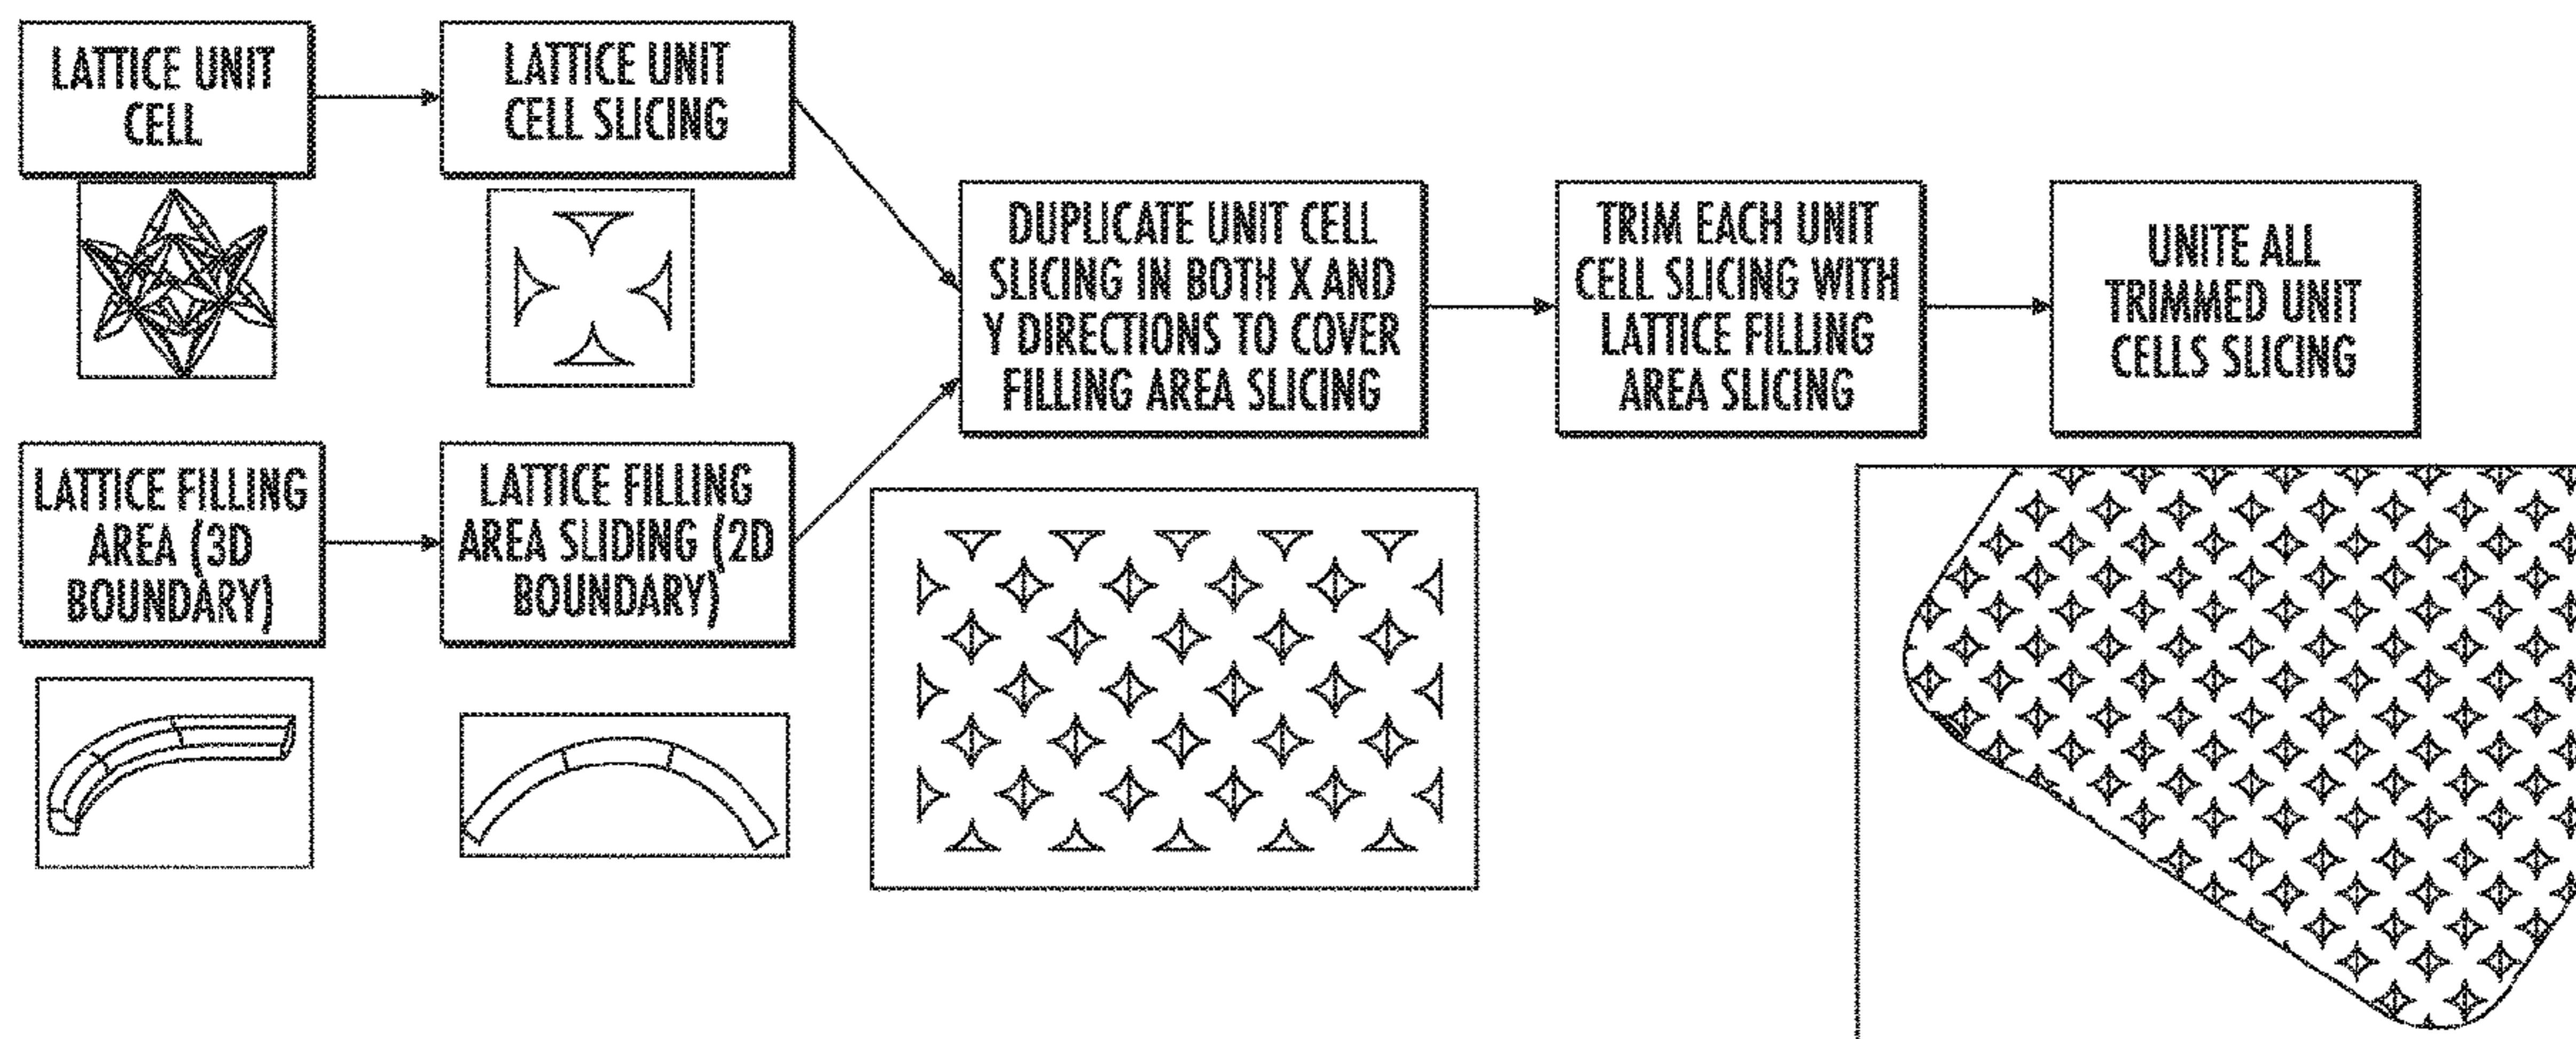 LATTICE UNIT
CELL
LATTICE UNIT
CELL SLICING
DUPLICATE UNIT CELL
SLICING IN BOTH X AND
Y DIRECTIONS TO COVER
FILLING AREA SLICING
TRIM EACH UNIT
CELL SLICING WITH
LATTICE FILLING
AREA SLICING
UNITE ALL
TRIMMED UNIT
CELLS SLICING
LATTICE FILLING
AREA (3D
BOUNDARY)
LATTICE FILLING
AREA SLIDING (2D
BOUNDARY)